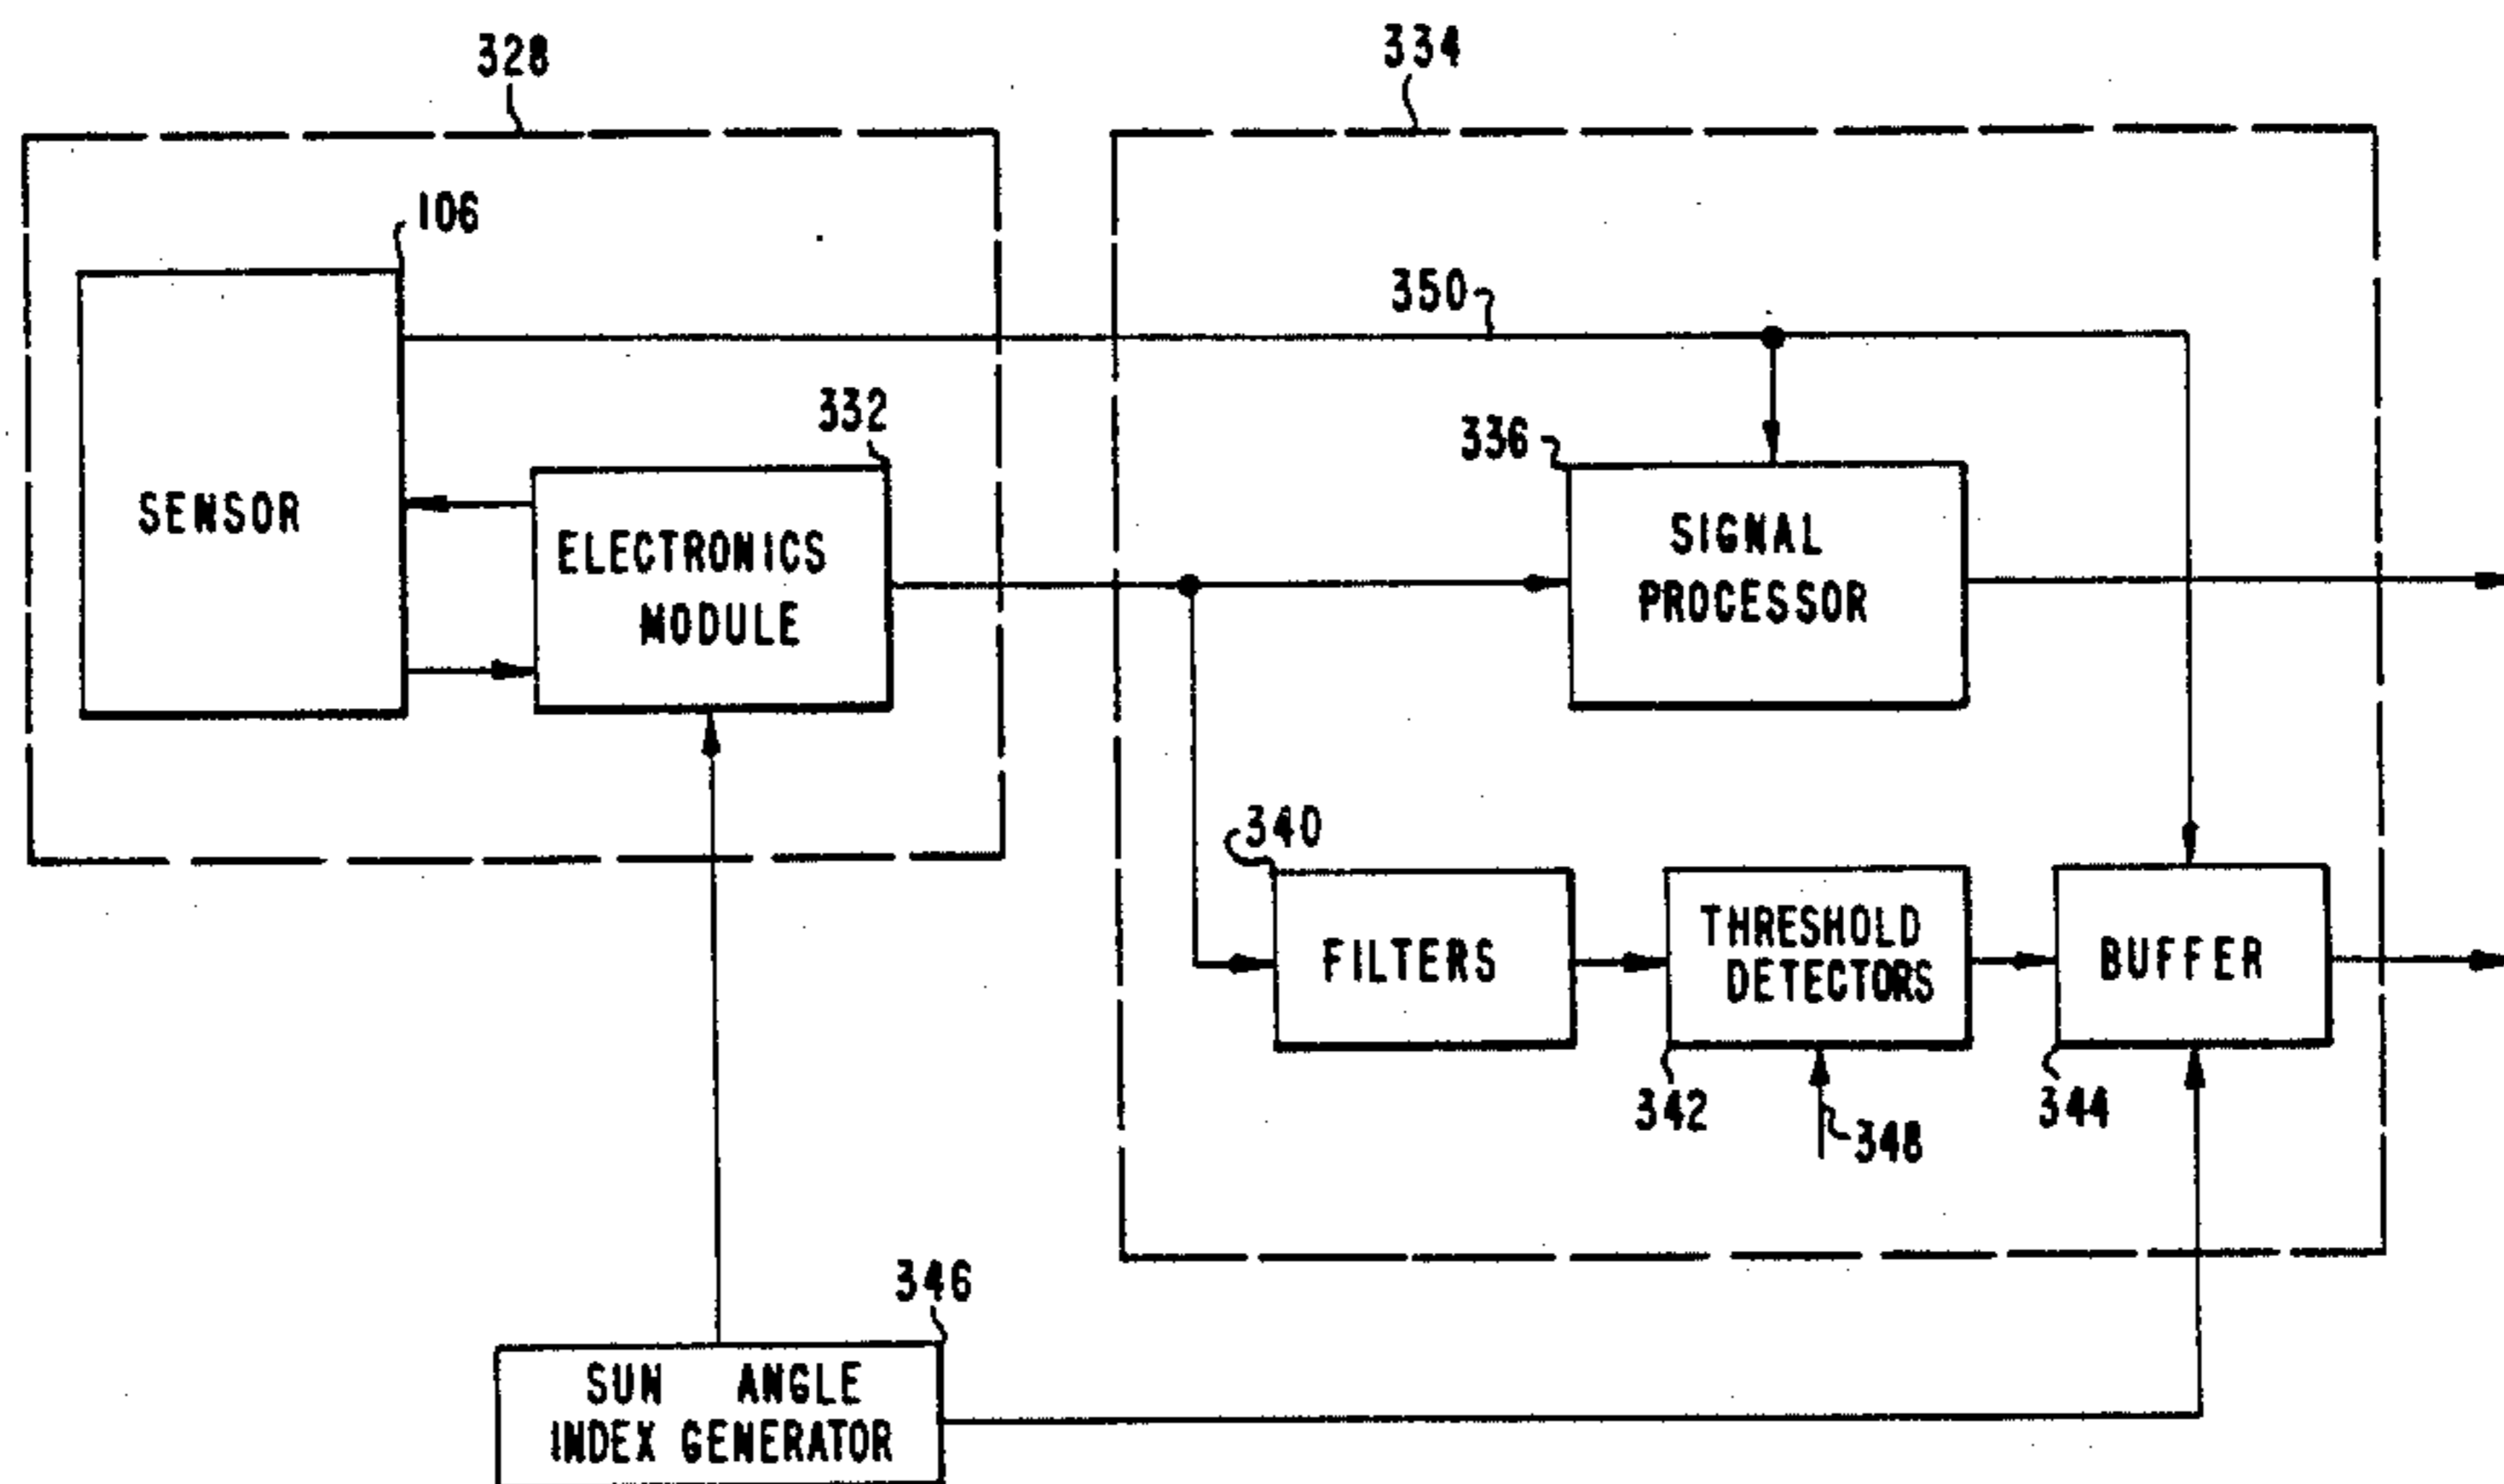 328
334
106
350
332
336
SENSOR
ELECTRONICS
MODULE
SIGNAL
PROCESSOR
340
FILTERS
THRESHOLD
DETECTORS
BUFFER
342
348
344
346
SUN ANGLE
INDEX GENERATOR